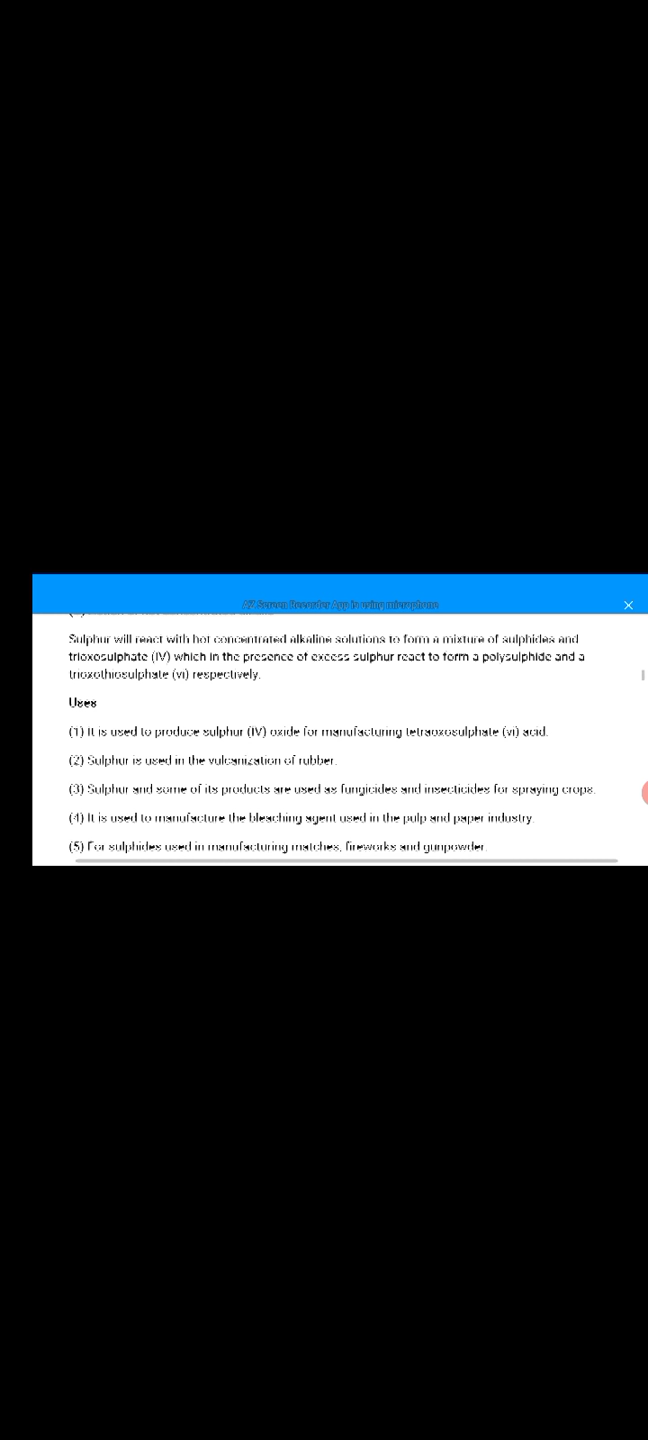 AZ Screen Recorder App is using microphone
Sulphur will react with hot concentrated alkaline solutions to form a mixture of sulphides and
trioxosulphate (IV) which in the presence of excess sulphur react to form a polysulphide and a
trioxothiosulphate (vi) respectively.
Uses
(1) It is used to produce sulphur (IV) oxide for manufacturing tetraoxosulphate (vi) acid.
(2) Sulphur is used in the vulcanization of rubber.
(3) Sulphur and some of its products are used as fungicides and insecticides for spraying crops.
(4) It is used to manufacture the bleaching agent used in the pulp and paper industry.
(5) For sulphides used in manufacturing matches, fireworks and gunpowder.